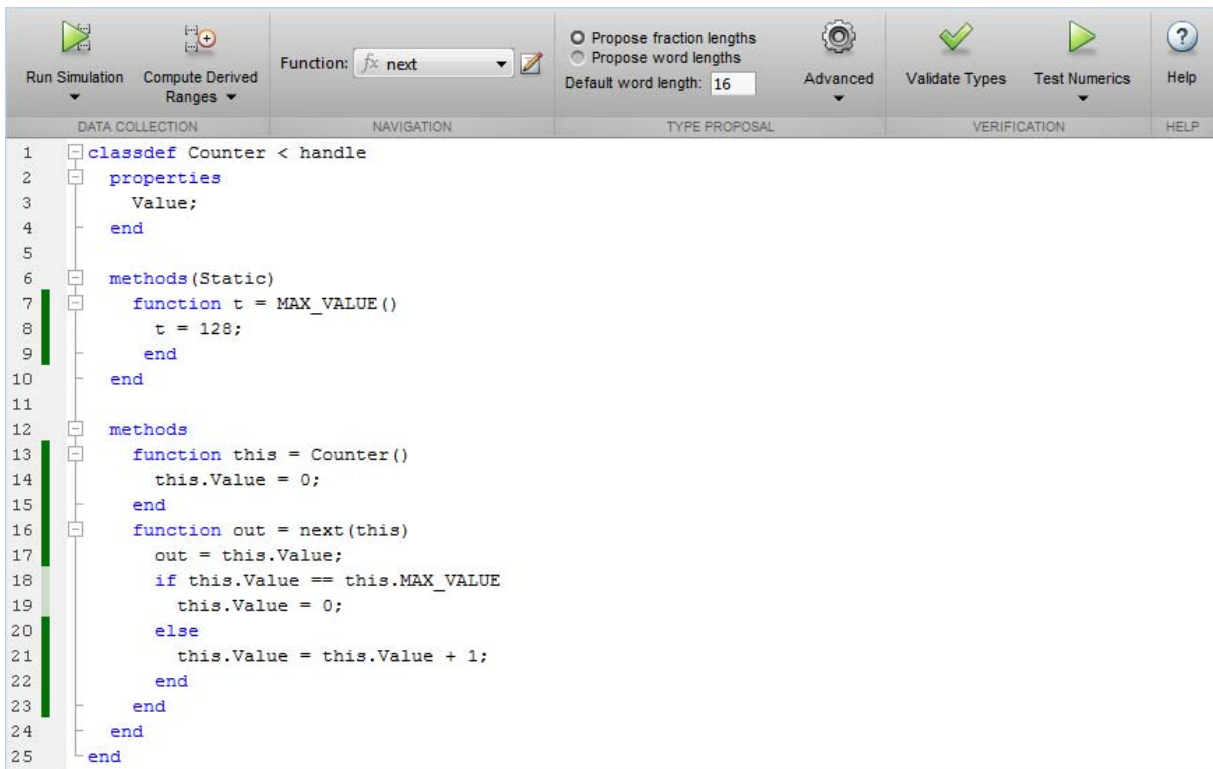 Run Simulation
Compute Derived
Ranges
Function: fx next
Propose fraction lengths
Propose word lengths
Default word length: 16
Advanced
Validate Types
Test Numerics
?
Help
DATA COLLECTION
NAVIGATION
TYPE PROPOSAL
VERIFICATION
HELP
1 classdef Counter < handle
2 properties
3 Value;
4 end
5
6 methods(Static)
7 function t = MAX_VALUE()
8 t = 128;
9 end
10 end
11
12 methods
13 function this = Counter()
14 this.Value = 0;
15 end
16 function out = next(this)
17 out = this.Value;
18 if this.Value == this.MAX_VALUE
19 this.Value = 0;
20 else
21 this.Value = this.Value + 1;
22 end
23 end
24 end
25 end